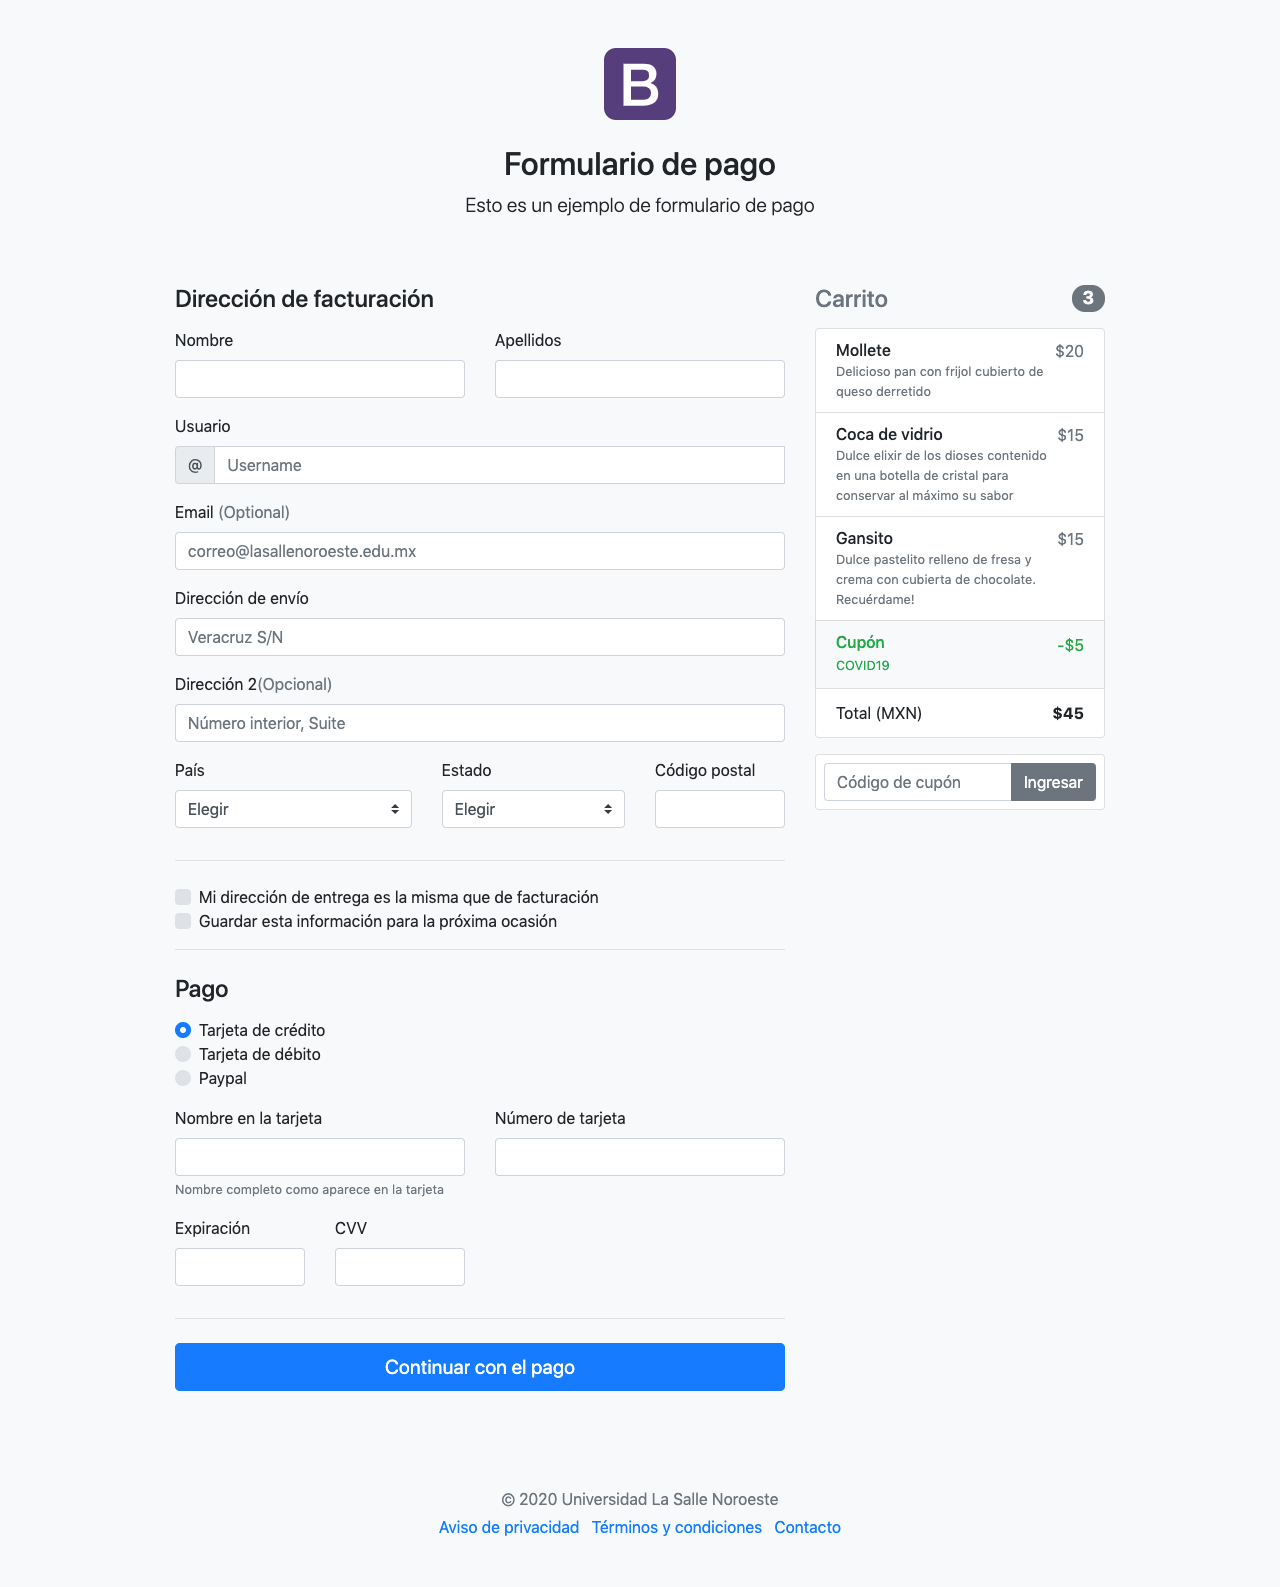 B
Formulario de pago
Esto es un ejemplo de formulario de pago
Dirección de facturación
Nombre
Apellidos
Usuario
@ Username
Email (Optional)
correo@lasallenoroeste.edu.mx
Dirección de envío
Veracruz S/N
Dirección 2(Opcional)
Número interior, Suite
País
Elegir
Estado
Elegir
Código postal
Mi dirección de entrega es la misma que de facturación
Guardar esta información para la próxima ocasión
Pago
Tarjeta de crédito
Tarjeta de débito
Paypal
Nombre en la tarjeta
Nombre completo como aparece en la tarjeta
Número de tarjeta
Expiración
CVV
Continuar con el pago
Carrito 3
Mollete $20
Delicioso pan con frijol cubierto de
queso derretido
Coca de vidrio $15
Dulce elixir de los dioses contenido
en una botella de cristal para
conservar al máximo su sabor
Gansito $15
Dulce pastelito relleno de fresa y
crema con cubierta de chocolate.
Recuérdame!
Cupón -$5
COVID19
Total (MXN) $45
Código de cupón Ingresar
© 2020 Universidad La Salle Noroeste
Aviso de privacidad Términos y condiciones Contacto